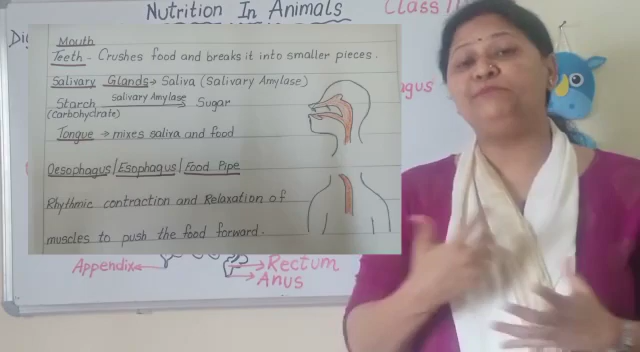 Nutrition In Animals
Class
Mouth
Teeth - Crushes food and breaks it into smaller pieces.
Salivary Glands → Saliva (Salivary Amylase)
Starch Salivary Amylase → Sugar
(carbohydrate)
Tongue → mixes saliva and food
Oesophagus/Esophagus/Food Pipe
Rhythmic contraction and Relaxation of
muscles to push the food forward.
Appendix
Rectum
Anus